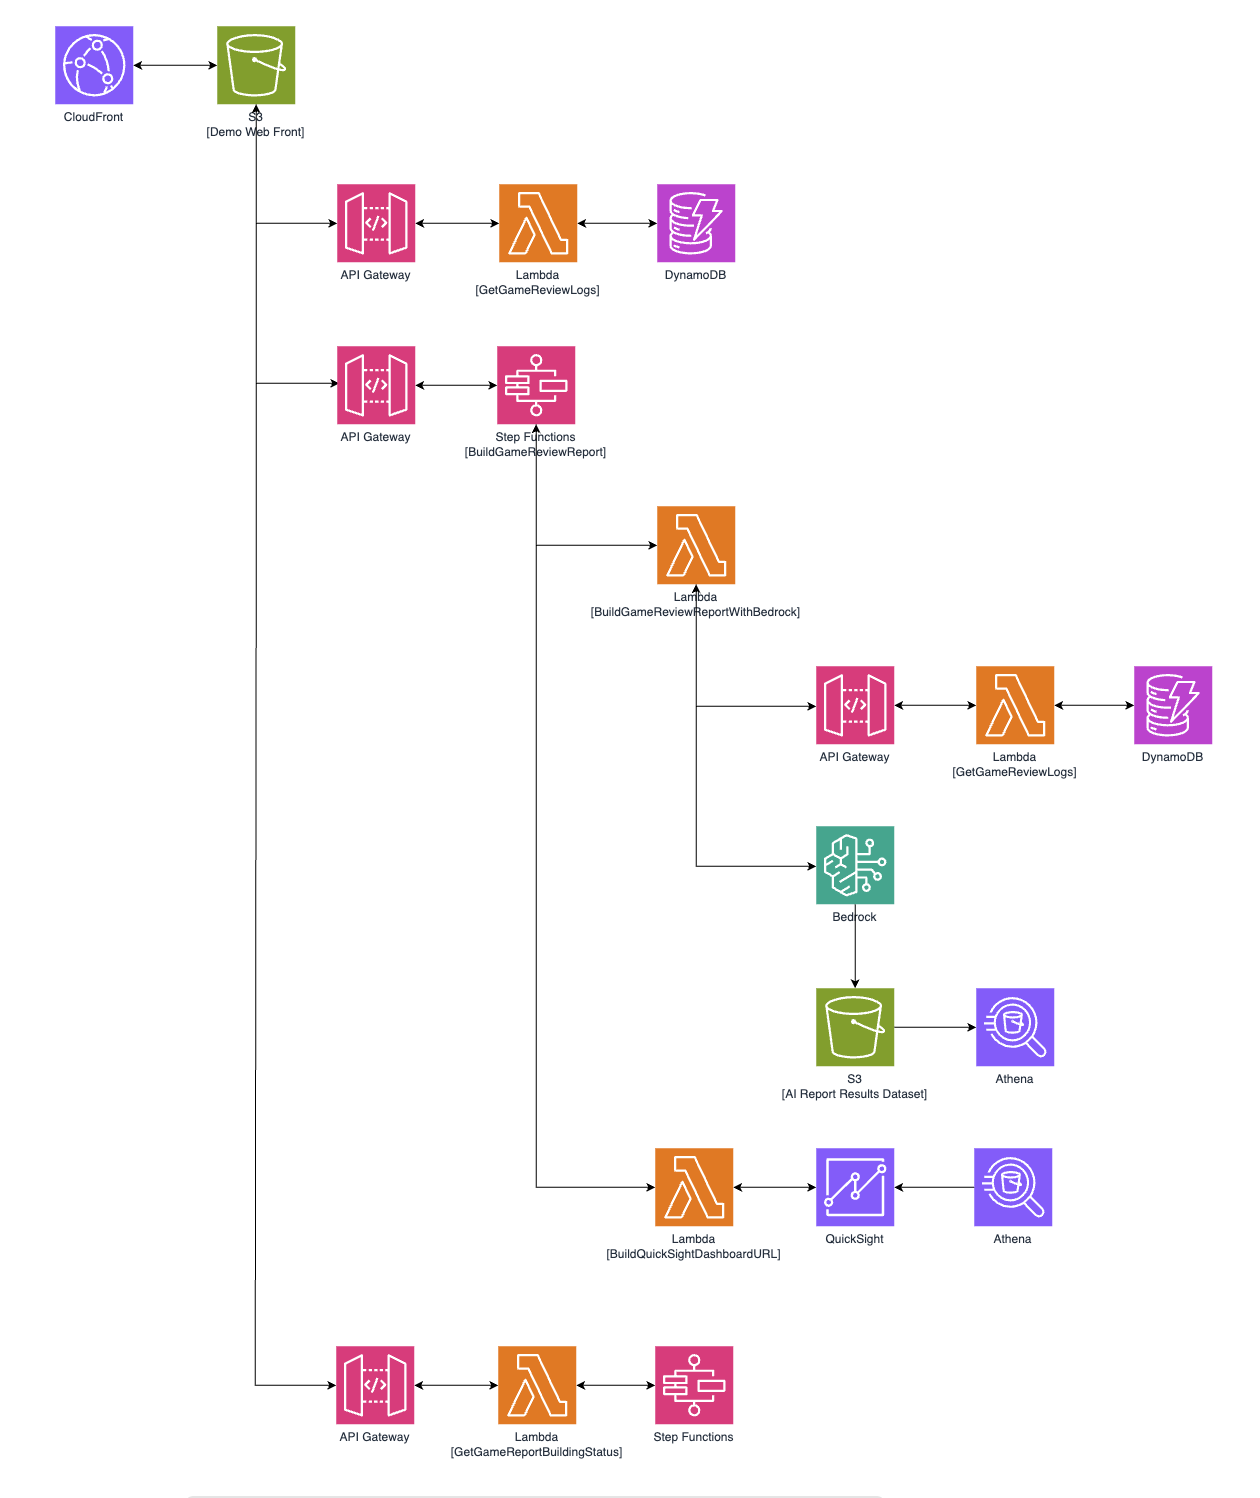 CloudFront
S3
[Demo Web Front]
API Gateway
Lambda
[GetGameReviewLogs]
DynamoDB
API Gateway
Step Functions
[BuildGameReviewReport]
Lambda
[BuildGameReviewReportWithBedrock]
API Gateway
Lambda
[GetGameReviewLogs]
DynamoDB
Bedrock
S3
[AI Report Results Dataset]
Athena
Lambda
[BuildQuickSightDashboardURL]
QuickSight
Athena
API Gateway
Lambda
[GetGameReportBuildingStatus]
Step Functions